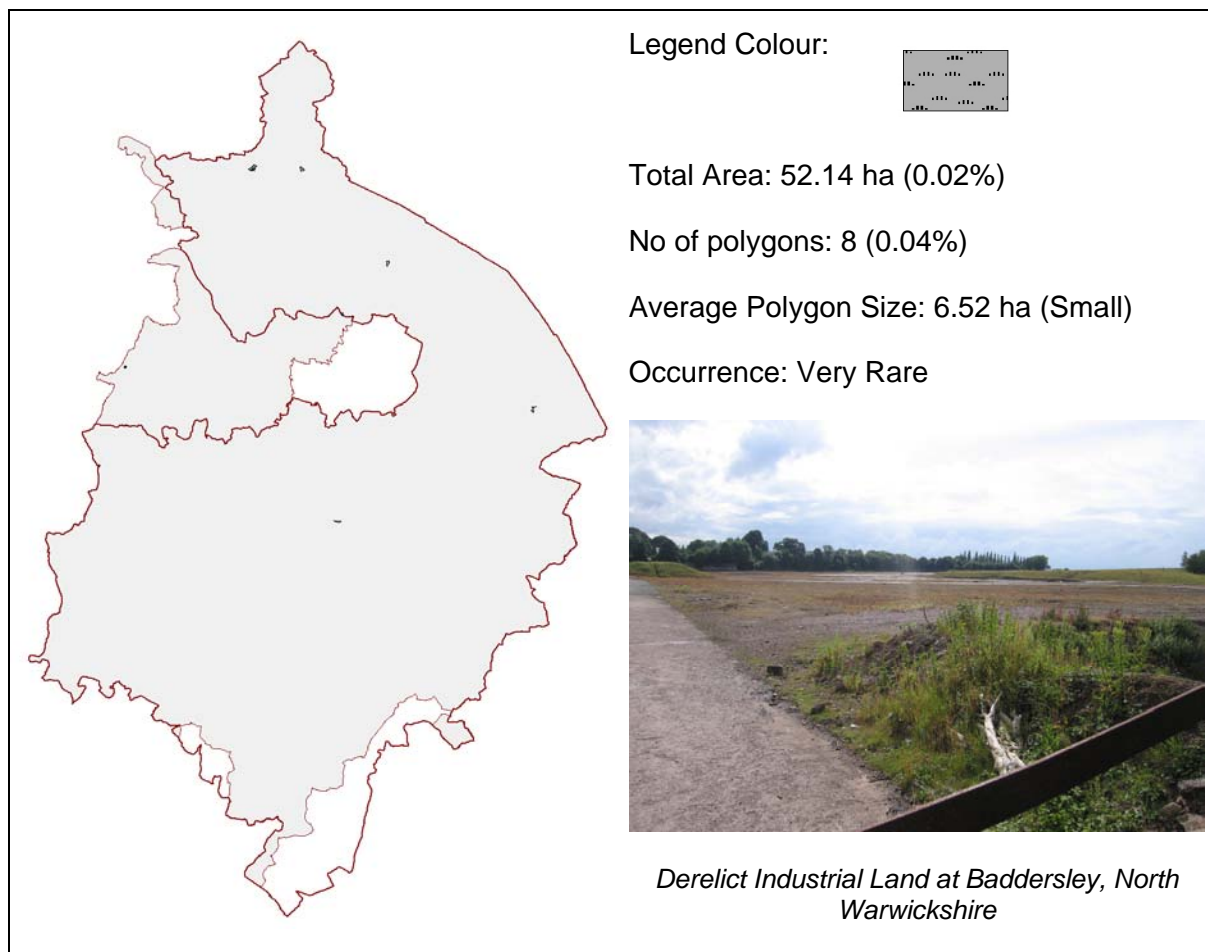 Legend Colour:
Total Area: 52.14 ha (0.02%)
No of polygons: 8 (0.04%)
Average Polygon Size: 6.52 ha (Small)
Occurrence: Very Rare
Derelict Industrial Land at Baddersley, North
Warwickshire